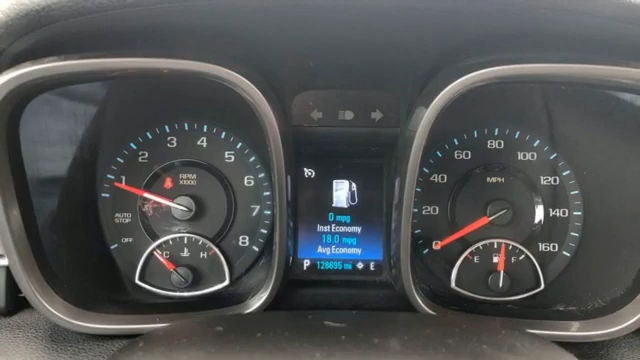 1 2 3 4 5 6 7 8
RPM
X1000
AUTO
STOP
OFF
C H
0 mpg
Inst Economy
18.0 mpg
Avg Economy
P 128695 mi E
0 20 40 60 80 100 120 140 160
MPH
E F